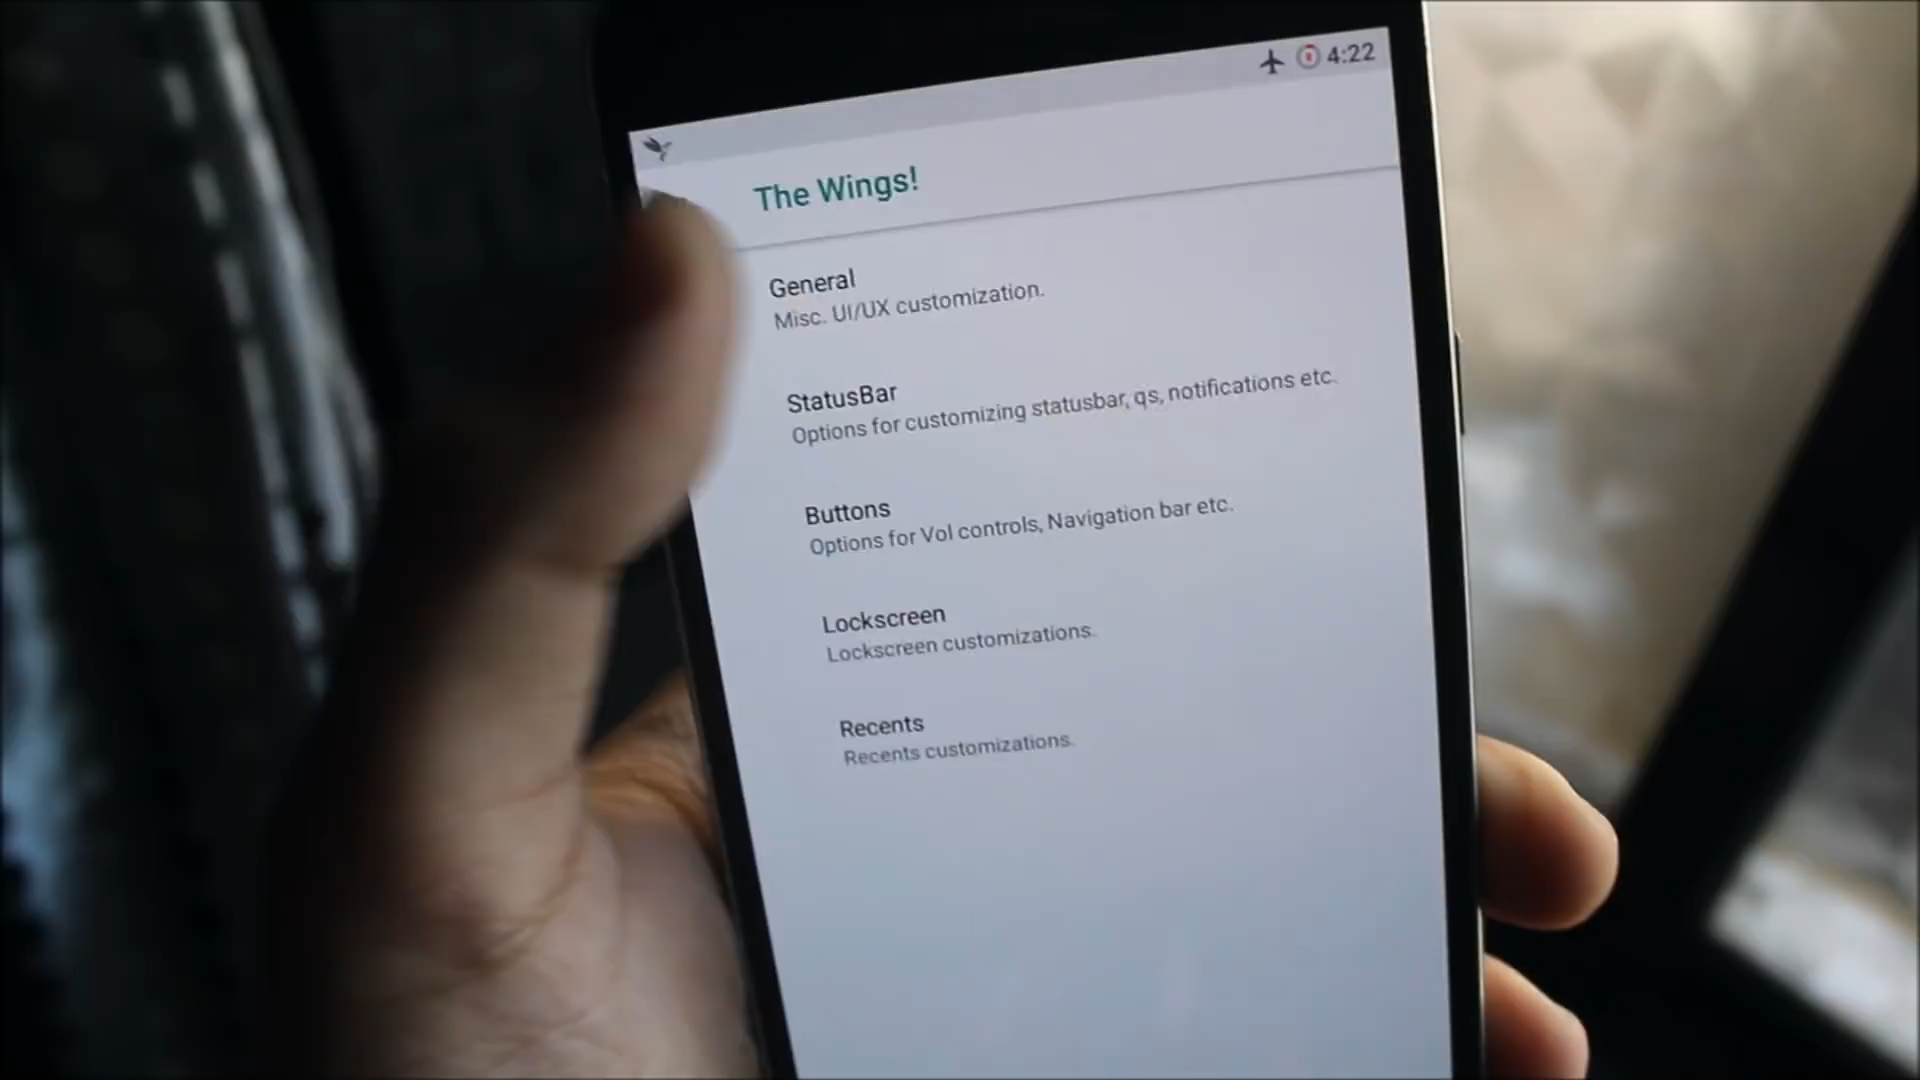 4:22
The Wings!
General
Misc. UI/UX customization.
StatusBar
Options for customizing statusbar, qs, notifications etc.
Buttons
Options for Vol controls, Navigation bar etc.
Lockscreen
Lockscreen customizations.
Recents
Recents customizations.